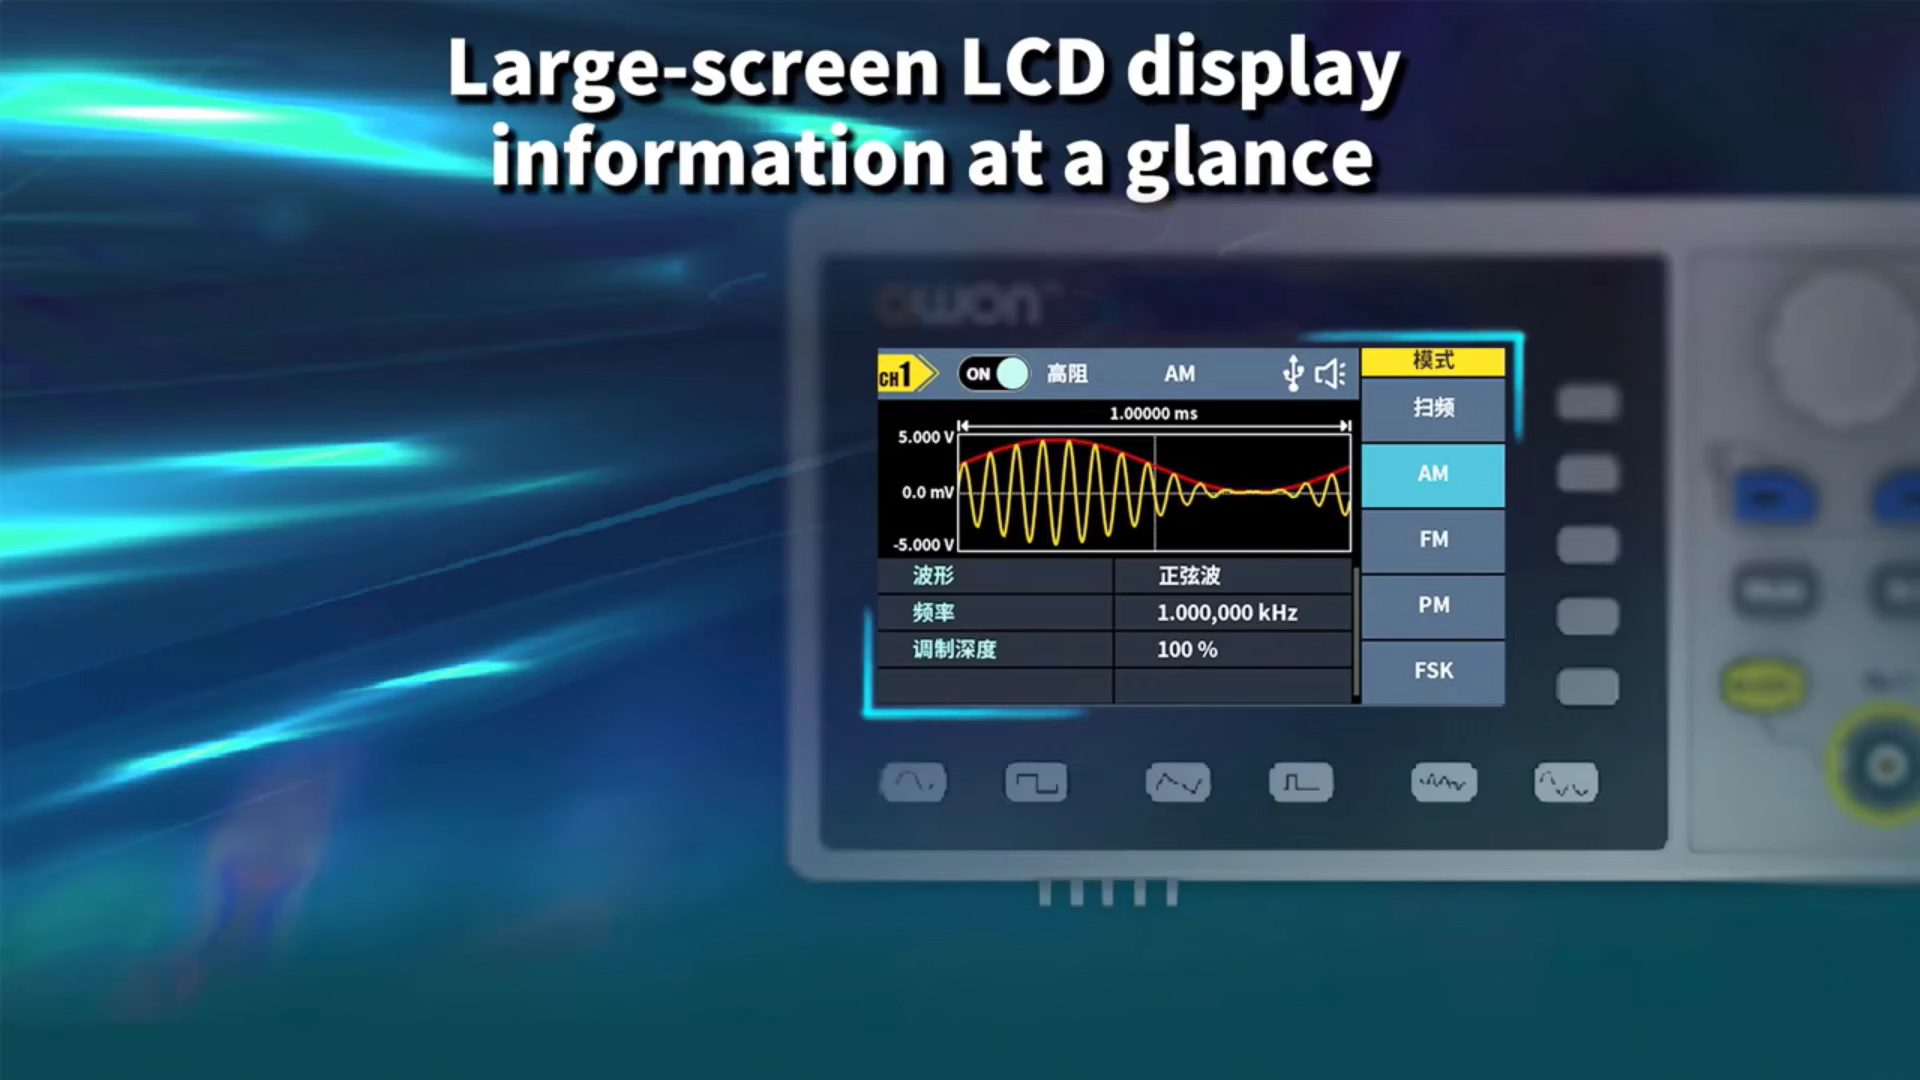 Large-screen LCD display
information at a glance
owon
CH1 ON 高阻 AM
模式
扫频
AM
FM
PM
FSK
1.00000 ms
5.000 V
0.0 mV
-5.000 V
波形 正弦波
频率 1.000,000 kHz
调制深度 100 %